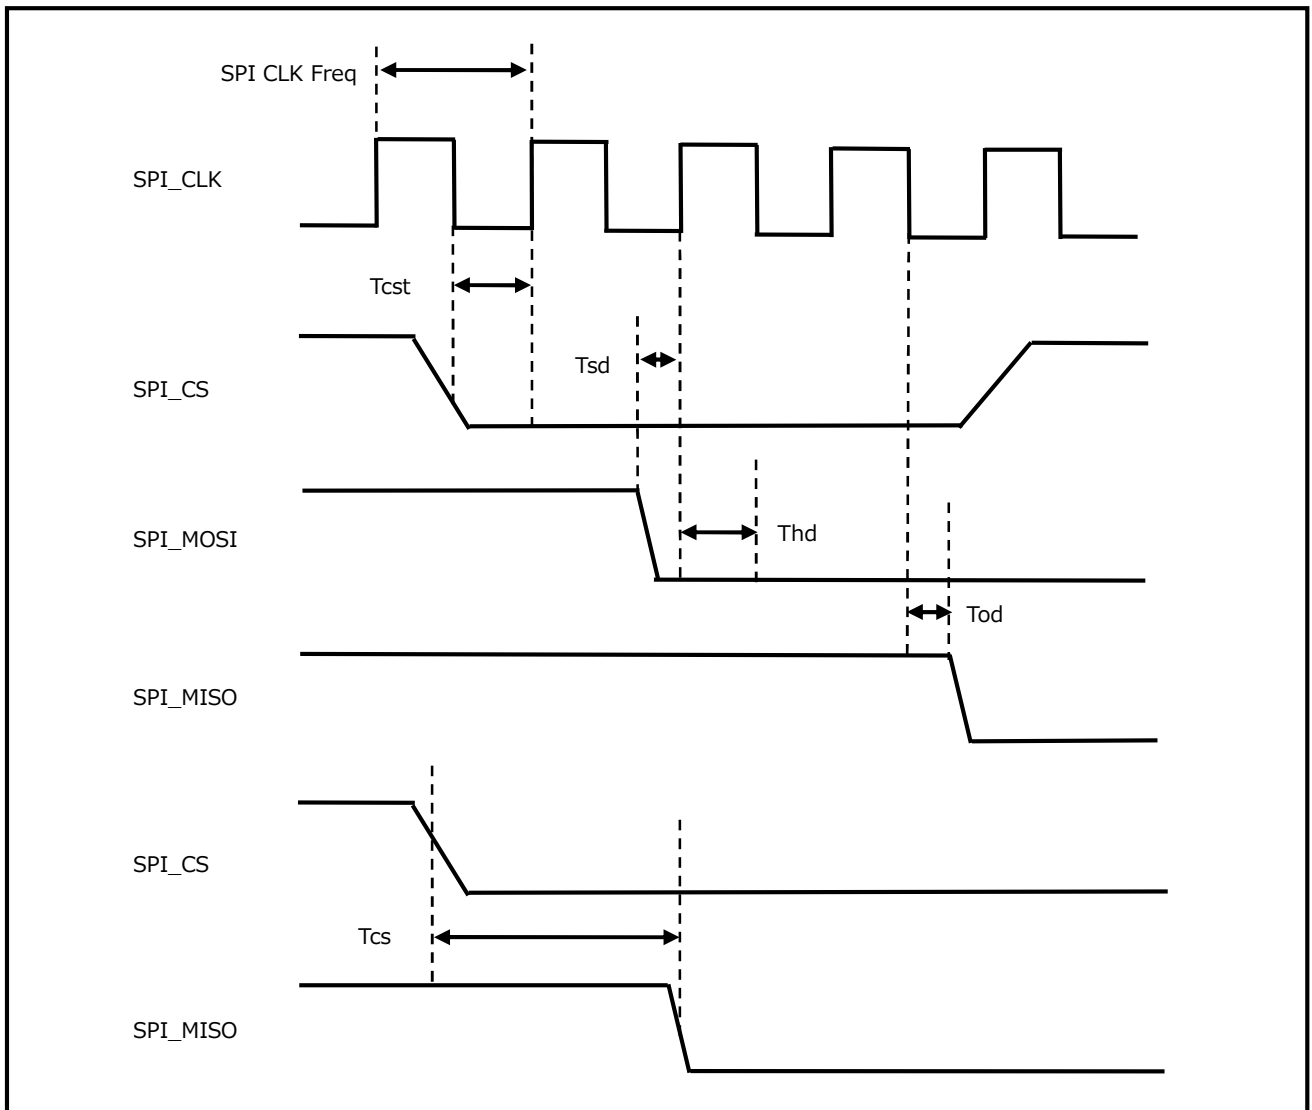 SPI CLK Freq
SPI_CLK
Tcst
Tsd
SPI_CS
Thd
SPI_MOSI
Tod
SPI_MISO
SPI_CS
Tcs
SPI_MISO